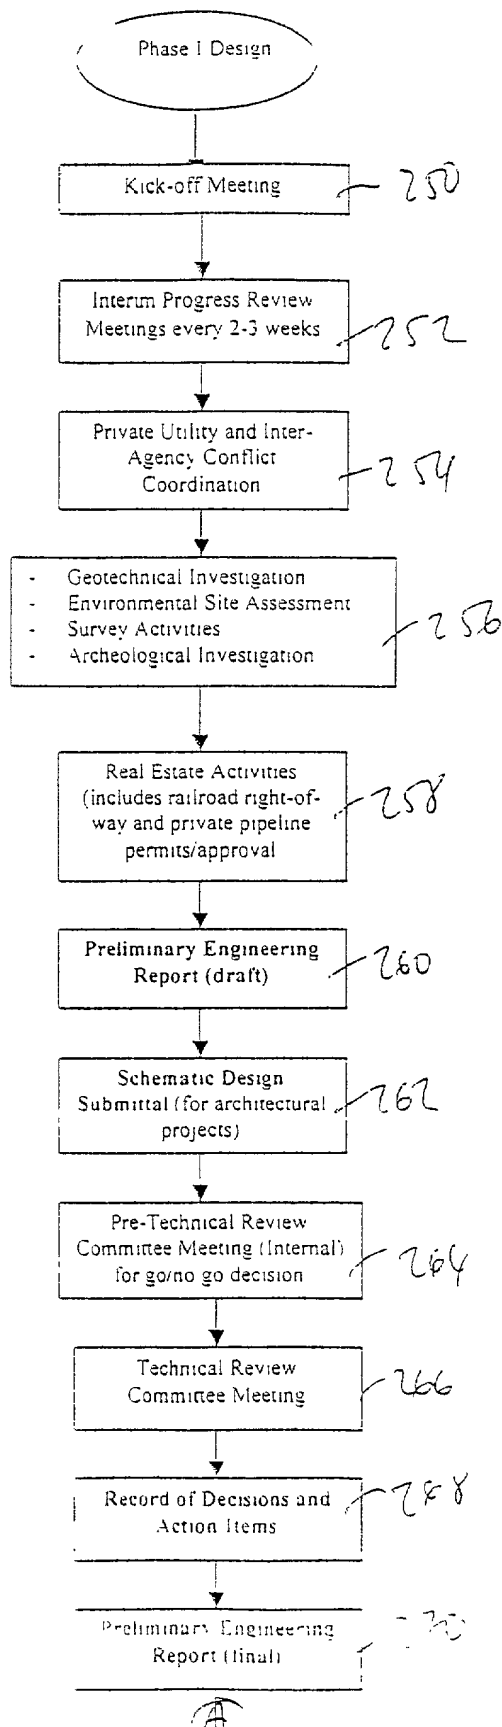 Phase I Design
Kick-off Meeting
250
Interim Progress Review
Meetings every 2-3 weeks
252
Private Utility and Inter-
Agency Conflict
Coordination
254
- Geotechnical Investigation
- Environmental Site Assessment
- Survey Activities
- Archeological Investigation
256
Real Estate Activities
(includes railroad right-of-
way and private pipeline
permits/approval
258
Preliminary Engineering
Report (draft)
260
Schematic Design
Submittal (for architectural
projects)
262
Pre-Technical Review
Committee Meeting (Internal)
for go/no go decision
264
Technical Review
Committee Meeting
266
Record of Decisions and
Action Items
268
Preliminary Engineering
Report (final)
A